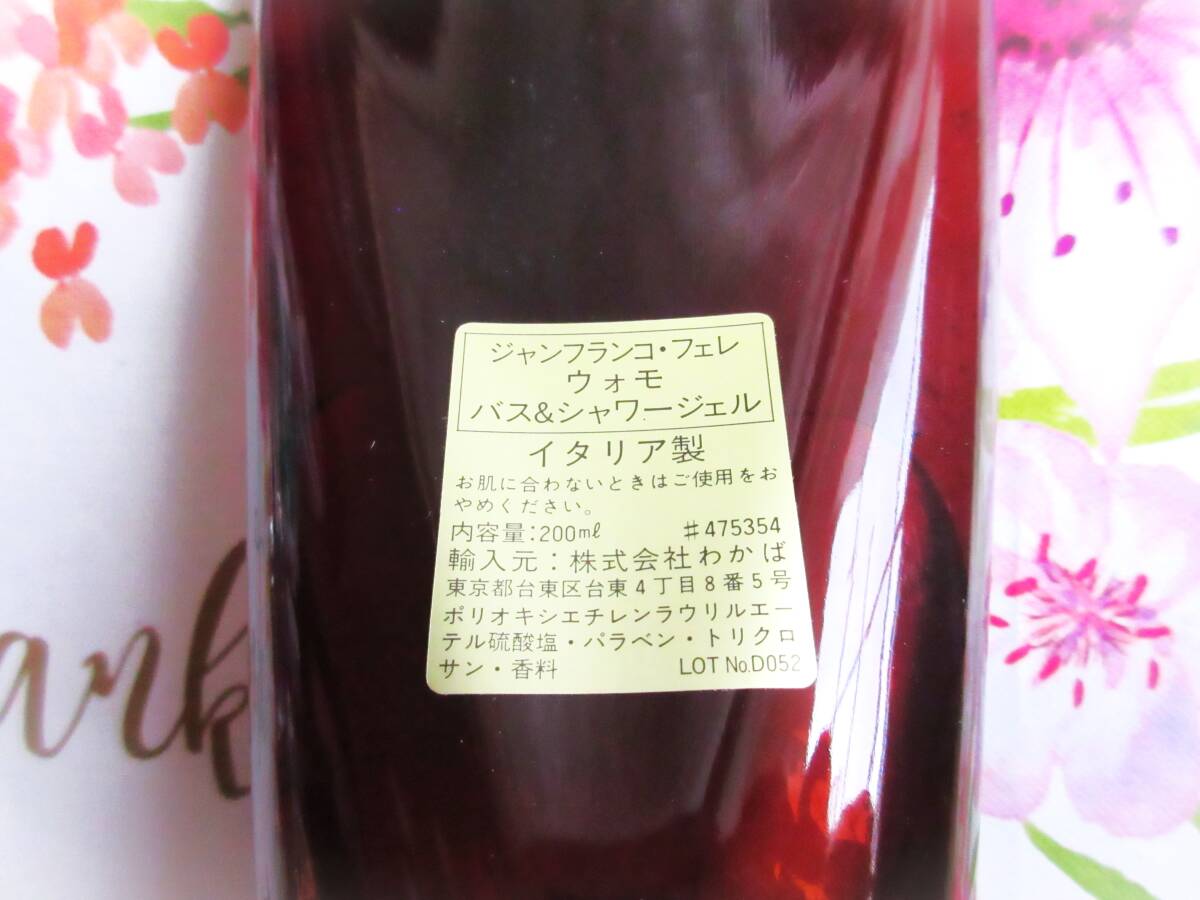 ジャンフランコ・フェレ
ウォモ
バス&シャワージェル
イタリア製
お肌に合わないときはご使用をお
やめください。
内容量:200ml #475354
輸入元:株式会社わかば
東京都台東区台東4丁目8番5号
ポリオキシエチレンラウリルエー
テル硫酸塩・パラベン・トリクロ
サン・香料 LOT No.D052
ank